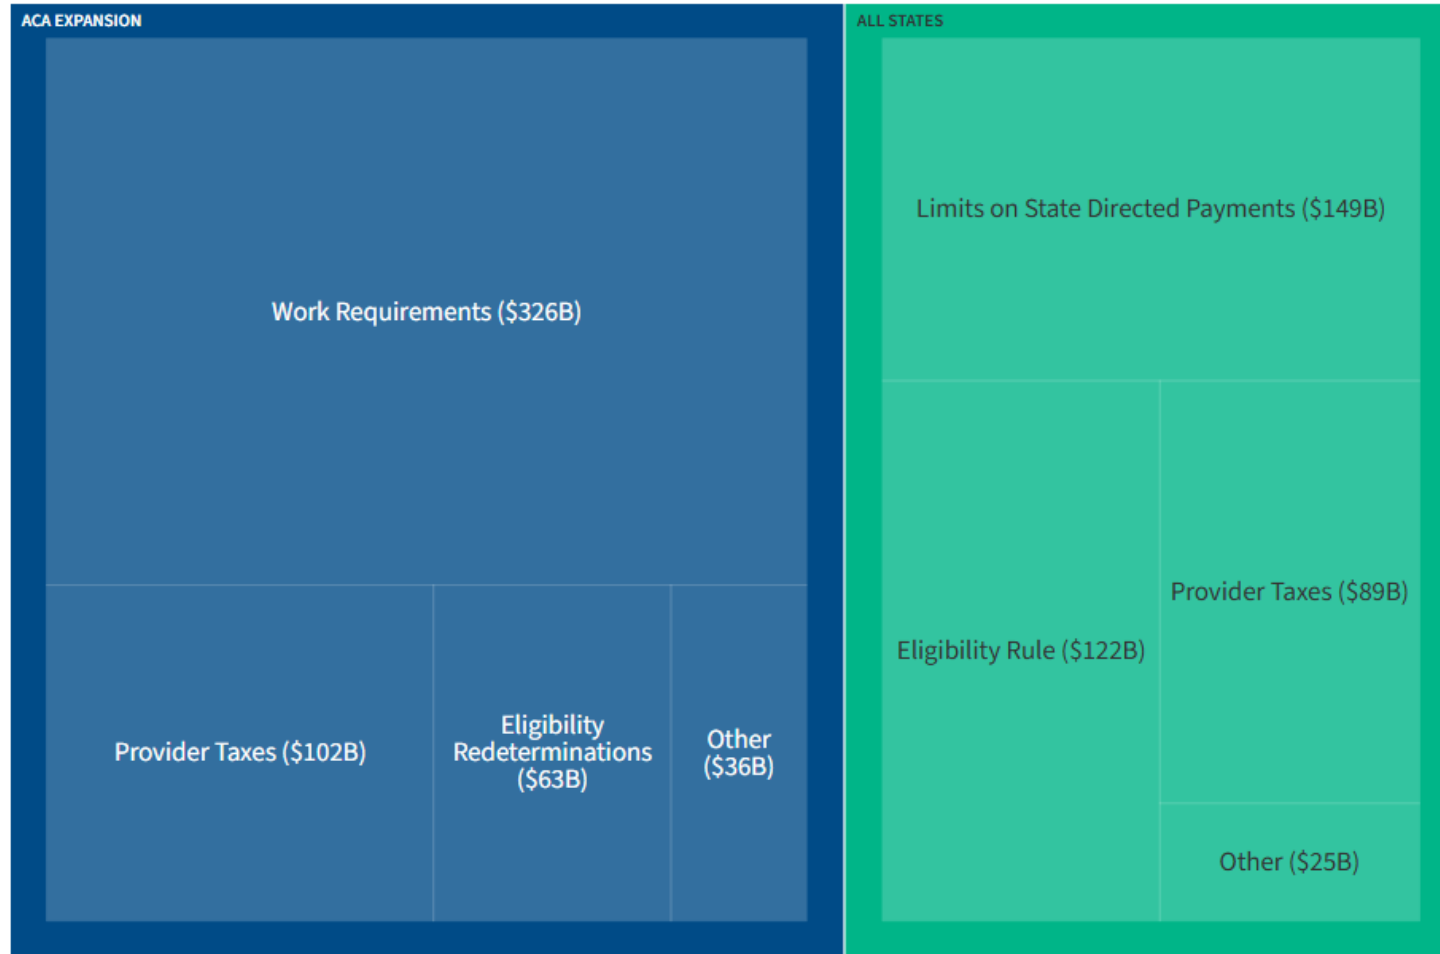 ACA EXPANSION
Work Requirements ($326B)
Provider Taxes ($102B)
Eligibility
Redeterminations
($63B)
Other
($36B)
ALL STATES
Limits on State Directed Payments ($149B)
Eligibility Rule ($122B)
Provider Taxes ($89B)
Other ($25B)